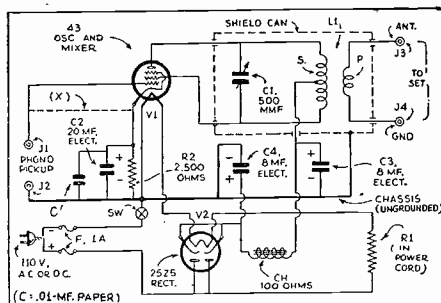 43
OSC AND
MIXER
SHIELD CAN
L1,
ANT.
J3
S.
P
TO
SET
C1,
500
MMF.
(X)
V1
J4
GND
C2
20 MF.
ELECT.
J1
PHONO
PICKUP
J2
R2
2,500
OHMS
C4,
8 MF.
ELECT.
C3,
8 MF.
ELECT.
C'
SW
CHASSIS
(UNGROUNDED)
V2
F, 1A
110 V,
A.C. OR D.C.
25Z5
RECT.
CH
100 OHMS
R1
(IN
POWER
CORD)
(C'= .01-MF. PAPER)